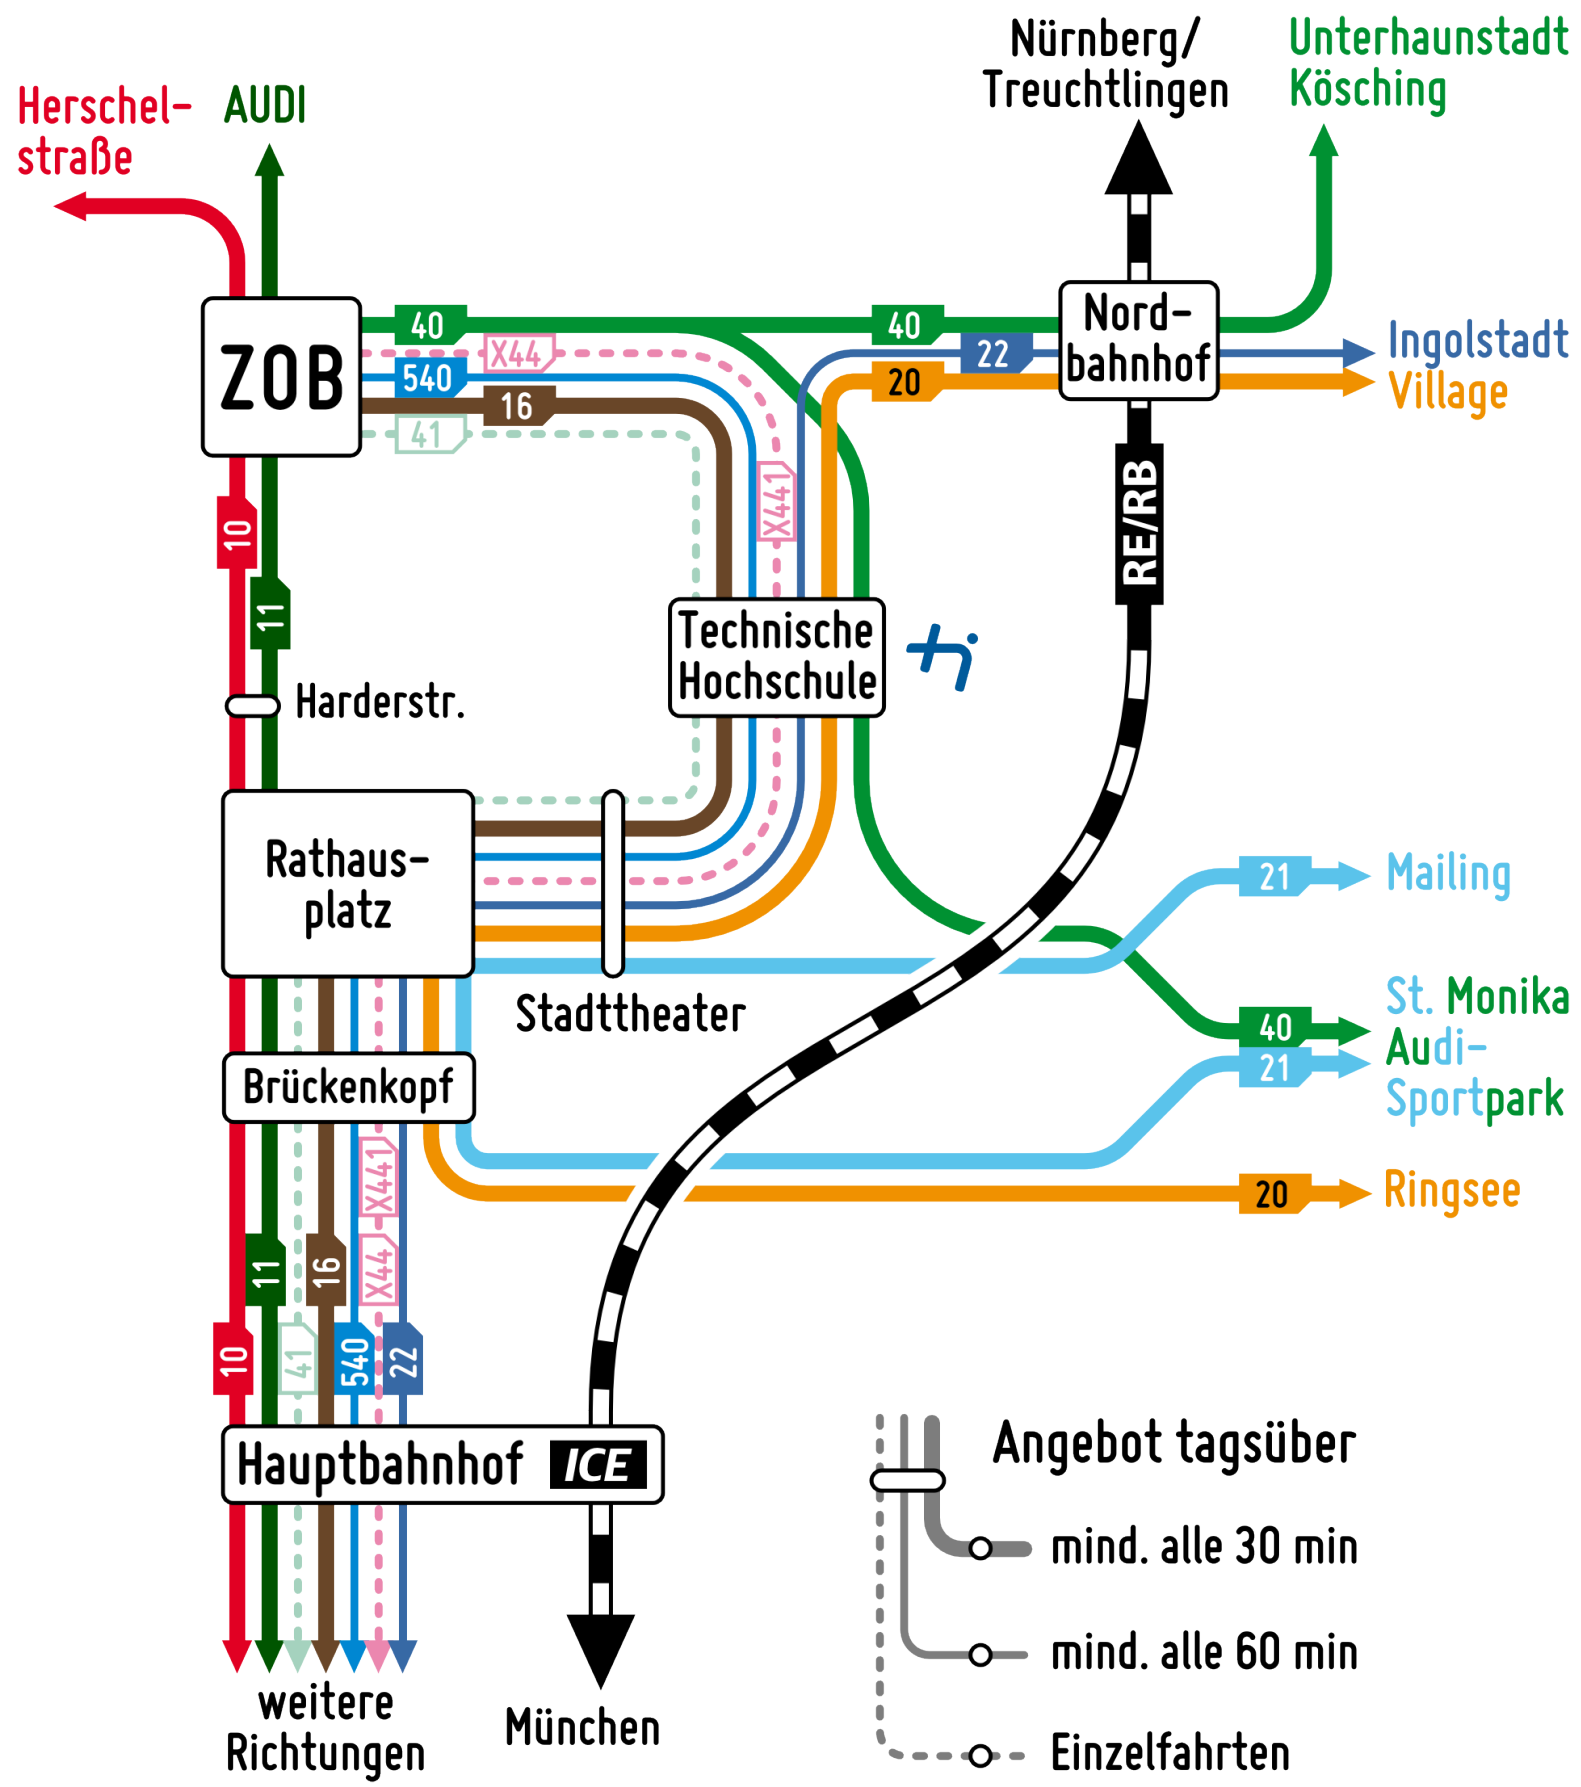 Nürnberg/
Treuchtlingen
Unterhaunstadt
Kösching
Herschel-
straße
AUDI
40
40
X44
22
540
20
16
41
ZOB
Nord-
bahnhof
Ingolstadt
Village
X441
RE/RB
10
11
Technische
Hochschule
Harderstr.
Rathaus-
platz
21
Mailing
Stadttheater
St. Monika
40
Audi-
21
Sportpark
Brückenkopf
X441
20
Ringsee
11
16
X44
10
41
540
22
Hauptbahnhof ICE
Angebot tagsüber
mind. alle 30 min
mind. alle 60 min
Einzelfahrten
weitere
Richtungen
München